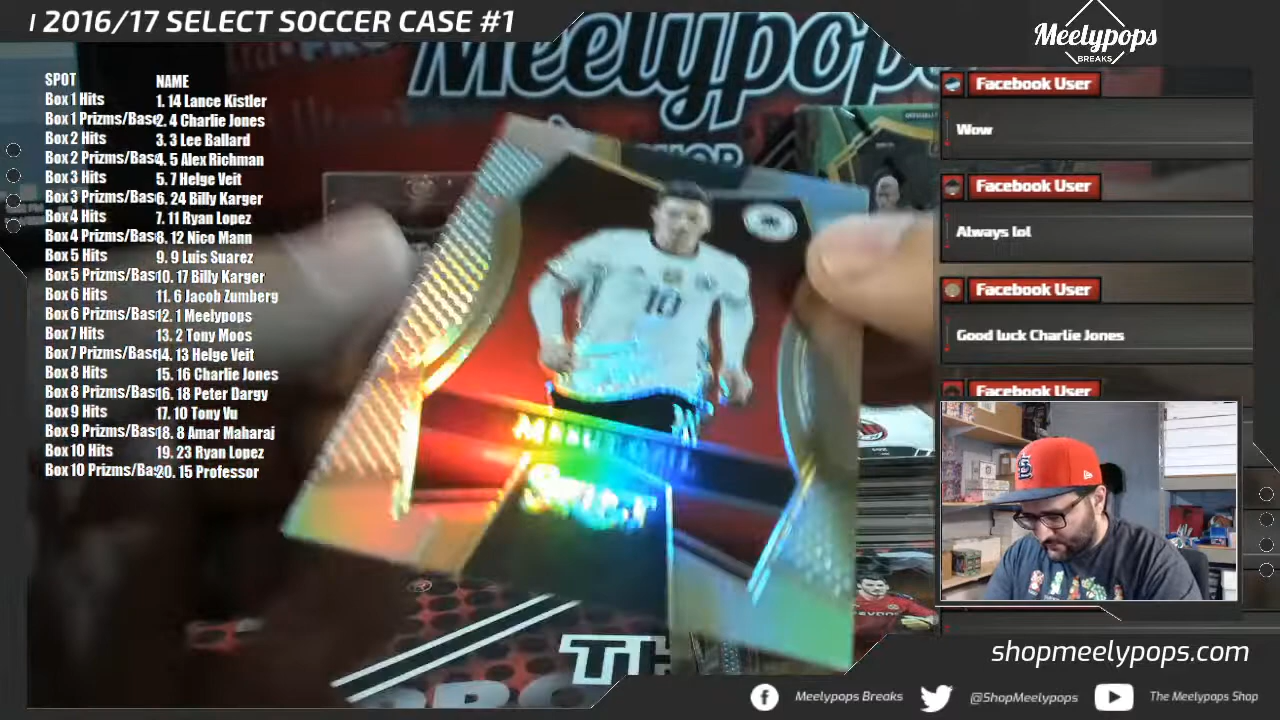 2016/17 SELECT SOCCER CASE #1
Meelypops
BREAKS
Meelypops
SHOP
SPOT NAME
Box 1 Hits 1. 14 Lance Kistler
Box 1 Prizms/Base 2. 4 Charlie Jones
Box 2 Hits 3. 3 Lee Ballard
Box 2 Prizms/Bas 4. 5 Alex Richman
Box 3 Hits 5. 7 Helge Veit
Box 3 Prizms/Bas 6. 24 Billy Karger
Box 4 Hits 7. 11 Ryan Lopez
Box 4 Prizms/Bas 8. 12 Nico Mann
Box 5 Hits 9. 9 Luis Suarez
Box 5 Prizms/Bas 10. 17 Billy Karger
Box 6 Hits 11. 6 Jacob Zumberg
Box 6 Prizms/Bas 12. 1 Meelypops
Box 7 Hits 13. 2 Tony Moos
Box 7 Prizms/Base 14. 13 Helge Veit
Box 8 Hits 15. 16 Charlie Jones
Box 8 Prizms/Bas 16. 18 Peter Dargy
Box 9 Hits 17. 10 Tony Vu
Box 9 Prizms/Bas 18. 8 Amar Maharaj
Box 10 Hits 19. 23 Ryan Lopez
Box 10 Prizms/Bas 20. 15 Professor
10
Facebook User
Wow
Facebook User
Always lol
Facebook User
Good luck Charlie Jones
Facebook User
shopmeelypops.com
Meelypops Breaks
@ShopMeelypops
The Meelypops Shop